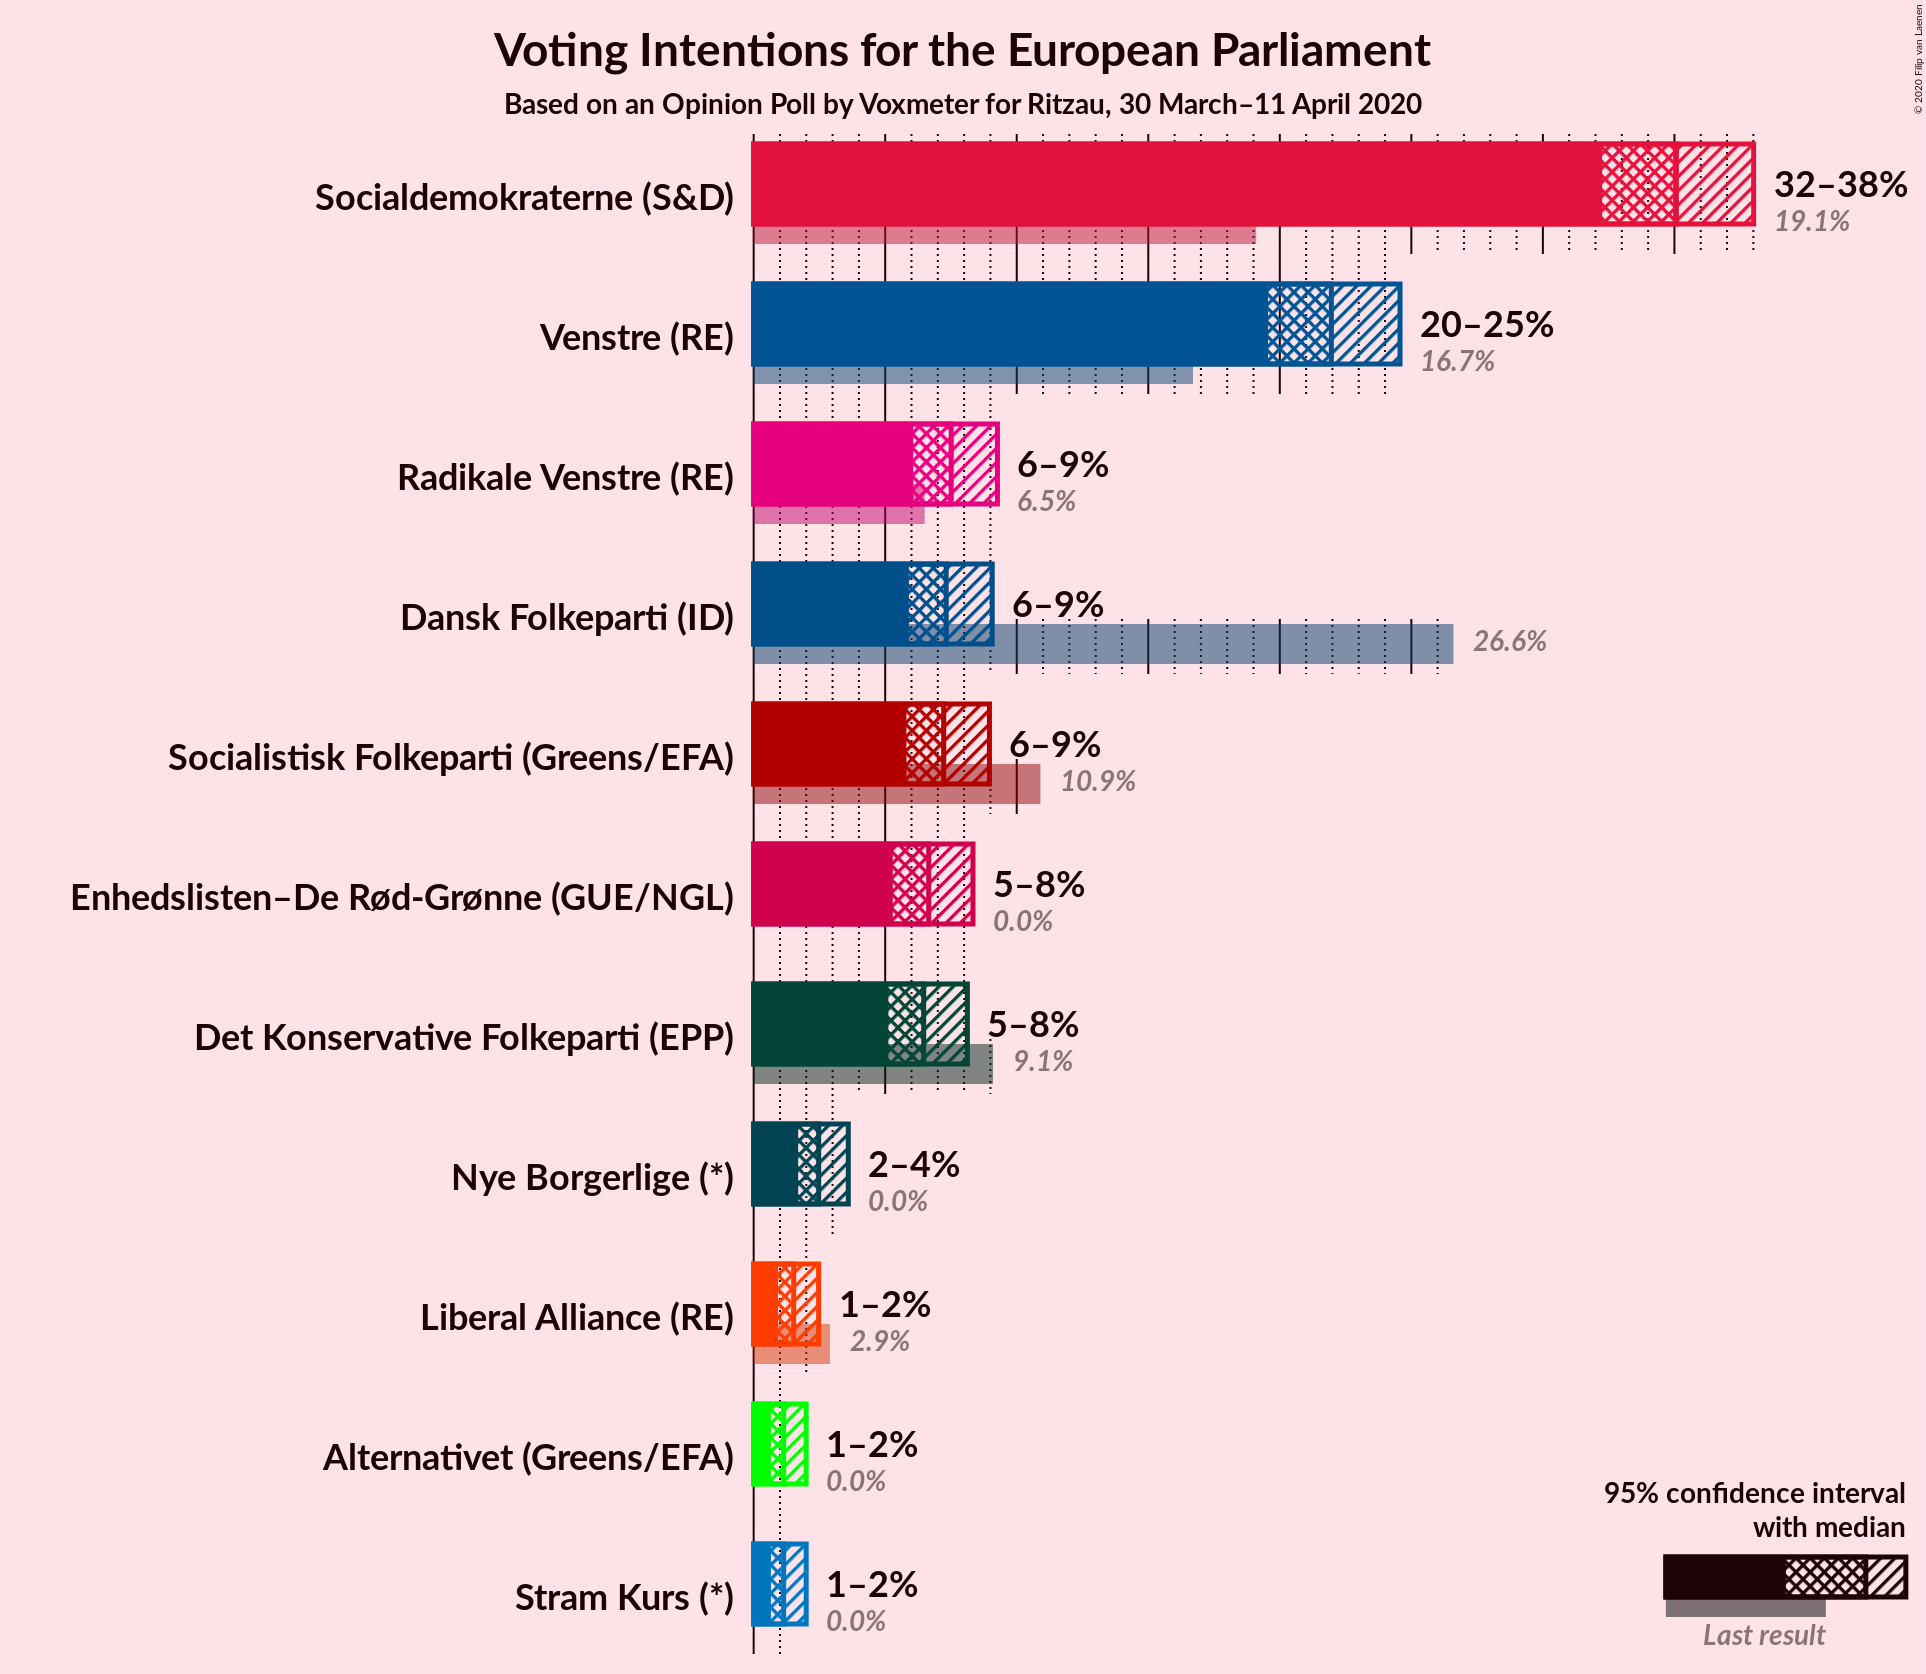 Voting Intentions for the European Parliament
Based on an Opinion Poll by Voxmeter for Ritzau, 30 March–11 April 2020
© 2020 Filip van Laenen
Socialdemokraterne (S&D)
32–38%
19.1%
Venstre (RE)
20–25%
16.7%
Radikale Venstre (RE)
6–9%
6.5%
Dansk Folkeparti (ID)
6–9%
26.6%
Socialistisk Folkeparti (Greens/EFA)
6–9%
10.9%
Enhedslisten–De Rød-Grønne (GUE/NGL)
5–8%
0.0%
Det Konservative Folkeparti (EPP)
5–8%
9.1%
Nye Borgerlige (*)
2–4%
0.0%
Liberal Alliance (RE)
1–2%
2.9%
Alternativet (Greens/EFA)
1–2%
0.0%
Stram Kurs (*)
1–2%
0.0%
95% confidence interval
with median
Last result